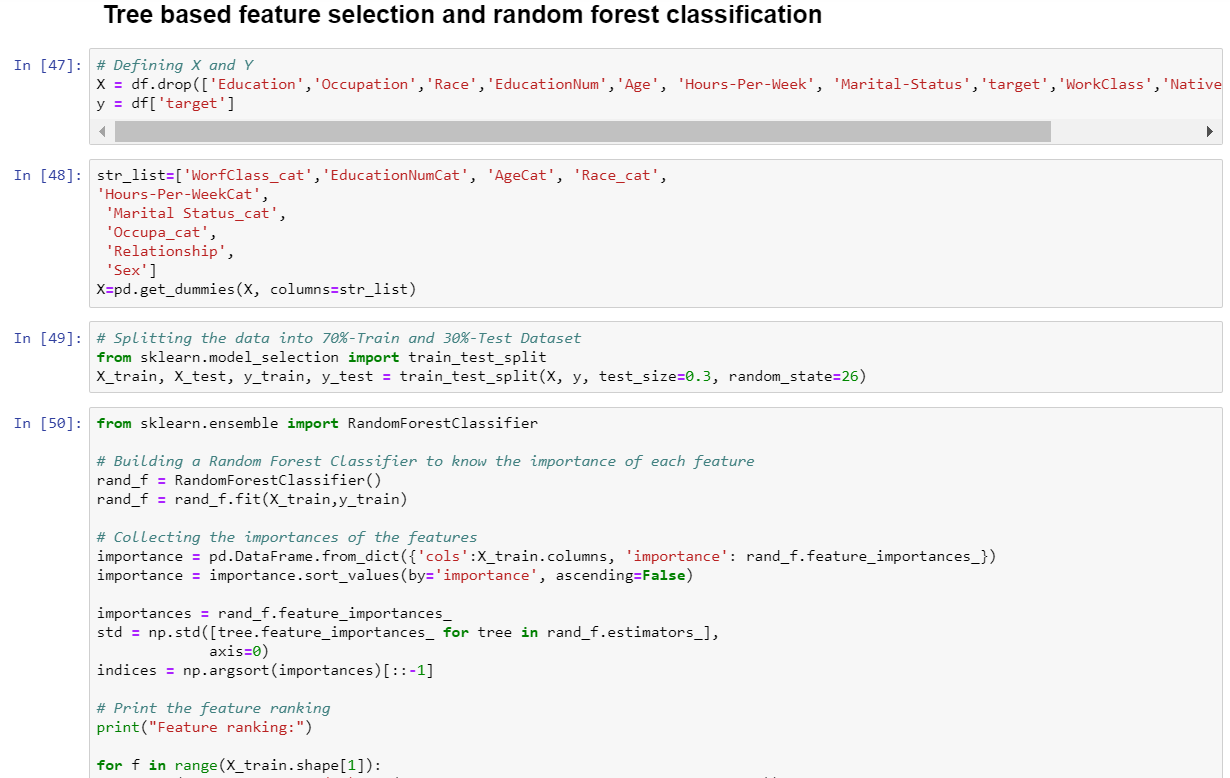 Tree based feature selection and random forest classification
In [47]:
# Defining X and Y
X = df.drop(['Education','Occupation','Race','EducationNum','Age', 'Hours-Per-Week', 'Marital-Status','target','WorkClass','Native
y = df['target']
In [48]:
str_list=['WorfClass_cat','EducationNumCat', 'AgeCat', 'Race_cat',
'Hours-Per-WeekCat',
 'Marital Status_cat',
 'Occupa_cat',
 'Relationship',
 'Sex']
X=pd.get_dummies(X, columns=str_list)
In [49]:
# Splitting the data into 70%-Train and 30%-Test Dataset
from sklearn.model_selection import train_test_split
X_train, X_test, y_train, y_test = train_test_split(X, y, test_size=0.3, random_state=26)
In [50]:
from sklearn.ensemble import RandomForestClassifier
# Building a Random Forest Classifier to know the importance of each feature
rand_f = RandomForestClassifier()
rand_f = rand_f.fit(X_train,y_train)
# Collecting the importances of the features
importance = pd.DataFrame.from_dict({'cols':X_train.columns, 'importance': rand_f.feature_importances_})
importance = importance.sort_values(by='importance', ascending=False)
importances = rand_f.feature_importances_
std = np.std([tree.feature_importances_ for tree in rand_f.estimators_],
             axis=0)
indices = np.argsort(importances)[::-1]
# Print the feature ranking
print("Feature ranking:")
for f in range(X_train.shape[1]):